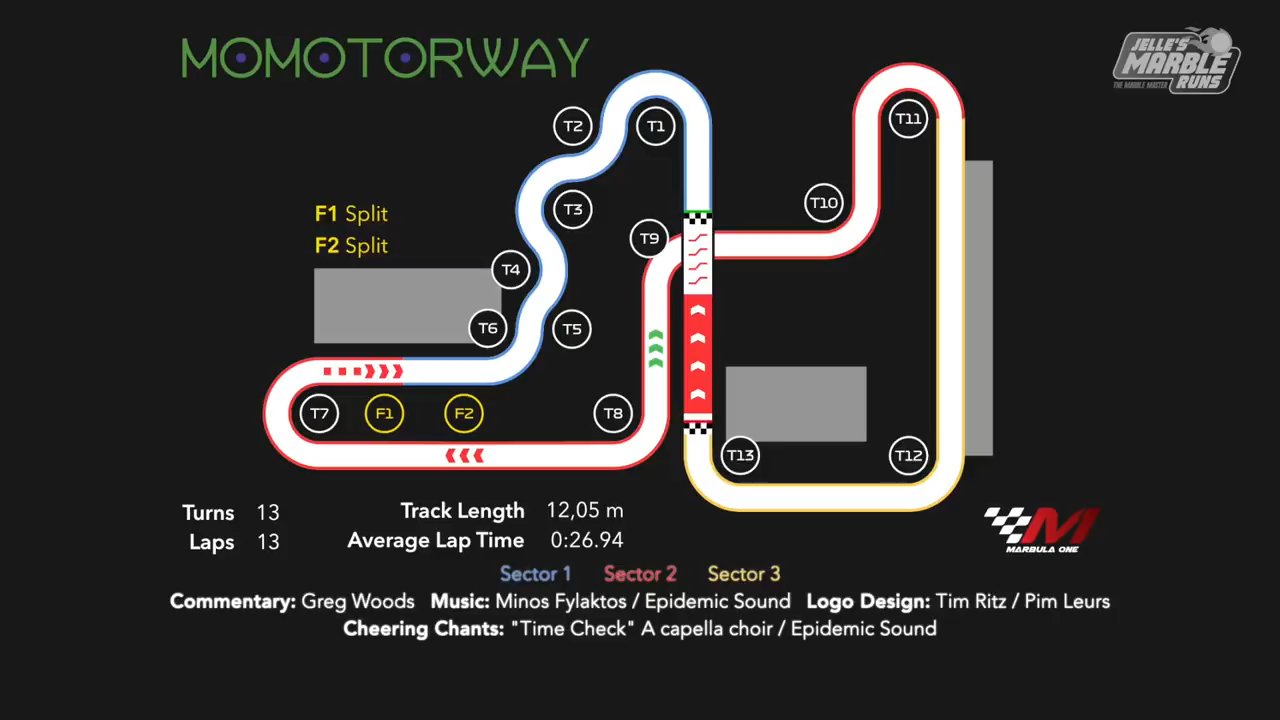 MOMOTORWAY
JELLE'S
MARBLE
RUNS
THE MARBLE MASTER
T2
T1
T11
T3
T10
F1 Split
F2 Split
T9
T4
T6
T5
T7
F1
F2
T8
T13
T12
Turns 13
Laps 13
Track Length 12,05 m
Average Lap Time 0:26.94
MARBULA ONE
Sector 1 Sector 2 Sector 3
Commentary: Greg Woods Music: Minos Fylaktos / Epidemic Sound Logo Design: Tim Ritz / Pim Leurs
Cheering Chants: "Time Check" A capella choir / Epidemic Sound